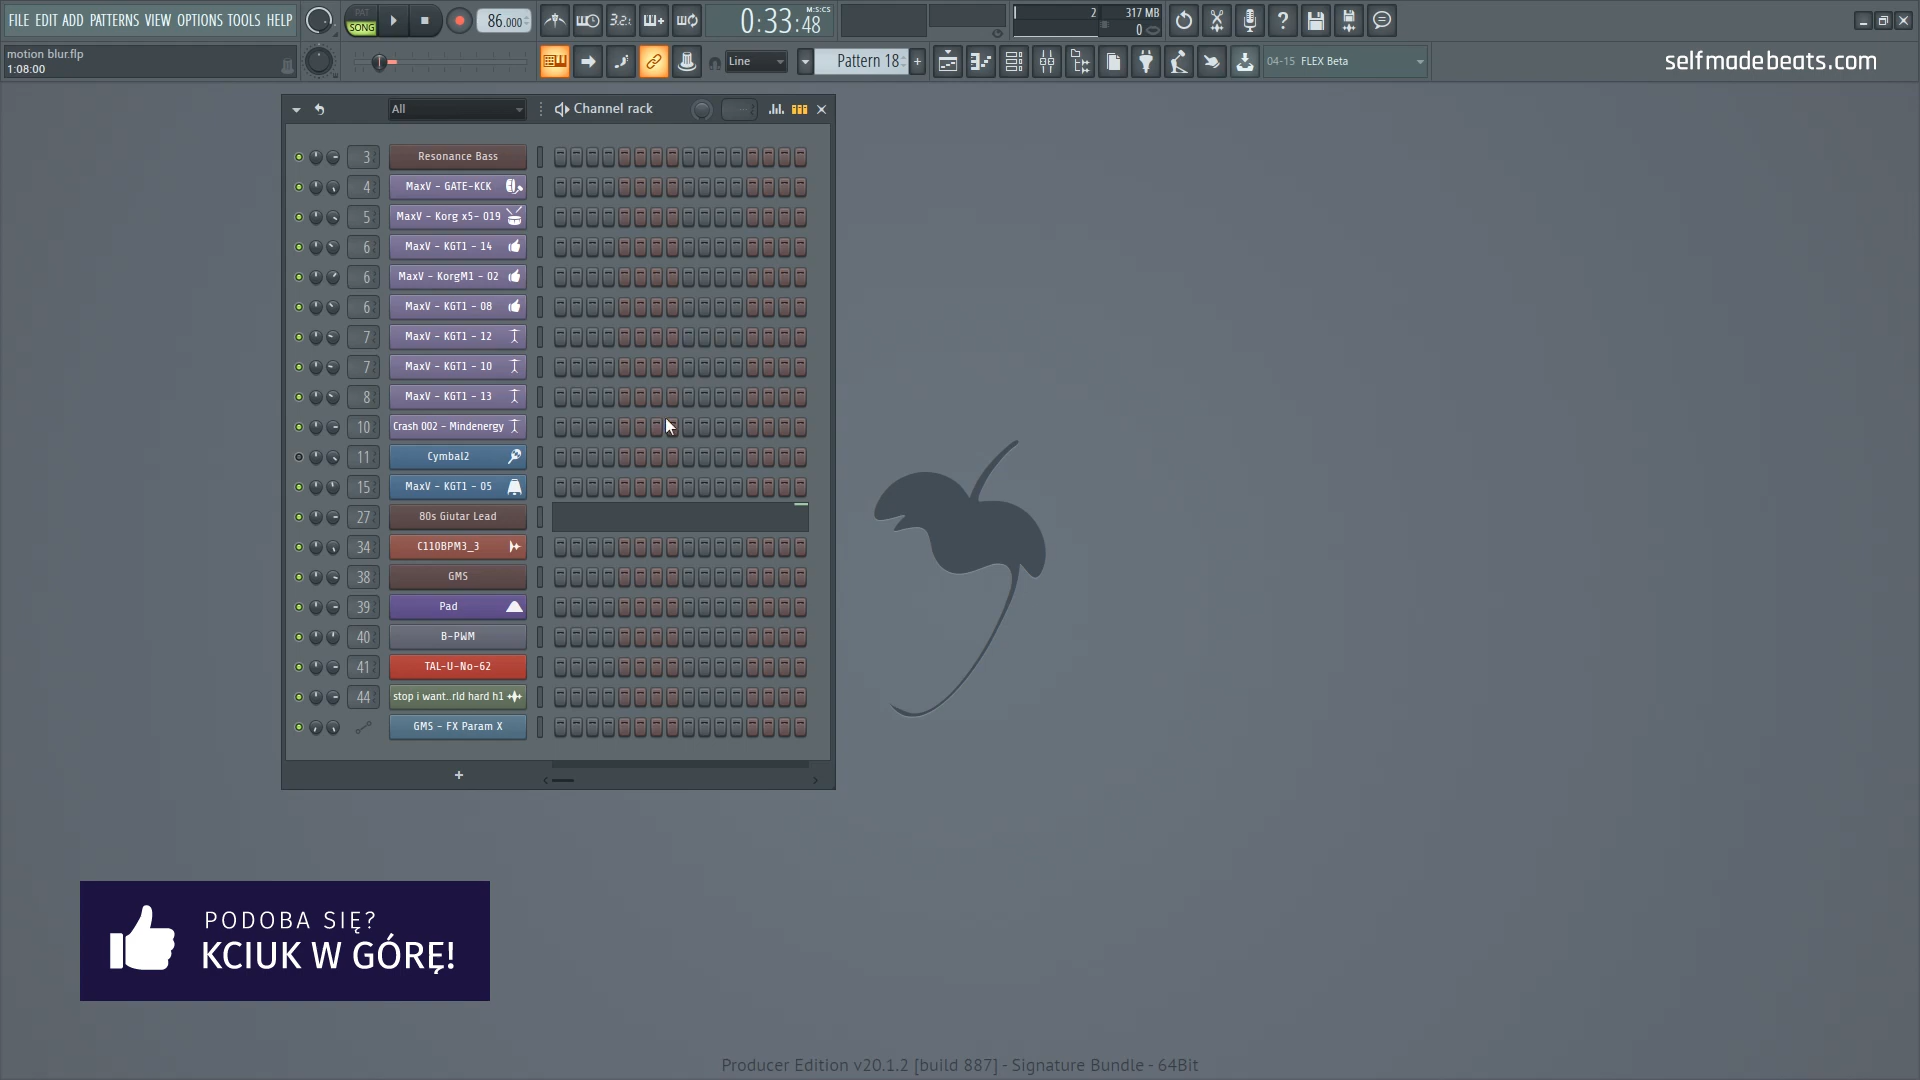 FILE EDIT ADD PATTERNS VIEW OPTIONS TOOLS HELP
PAT
SONG
86.000
3.2.
0:33:48
M:S:CS
2
317 MB
0
motion blur.flp
1:08:00
Line
Pattern 18
+
04-15 FLEX Beta
selfmadebeats.com
All
Channel rack
3 Resonance Bass
4 MaxV - GATE-KCK
5 MaxV - Korg x5- 019
6 MaxV - KGT1 - 14
6 MaxV - KorgM1 - 02
6 MaxV - KGT1 - 08
7 MaxV - KGT1 - 12
7 MaxV - KGT1 - 10
8 MaxV - KGT1 - 13
10 Crash 002 - Mindenergy
11 Cymbal2
15 MaxV - KGT1 - 05
27 80s Giutar Lead
34 C110BPM3_3
38 GMS
39 Pad
40 B-PWM
41 TAL-U-No-62
44 stop i want..rld hard h1
GMS - FX Param X
+
PODOBA SIĘ?
KCIUK W GÓRĘ!
Producer Edition v20.1.2 [build 887] - Signature Bundle - 64Bit